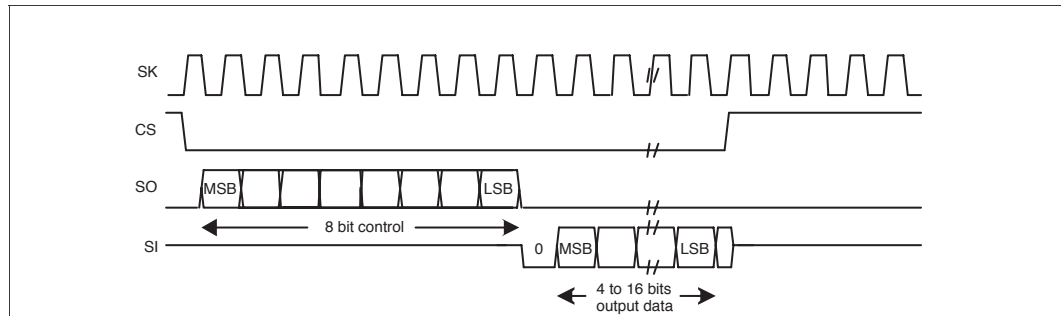 SK
CS
SO
MSB
LSB
8 bit control
SI
0
MSB
LSB
4 to 16 bits
output data